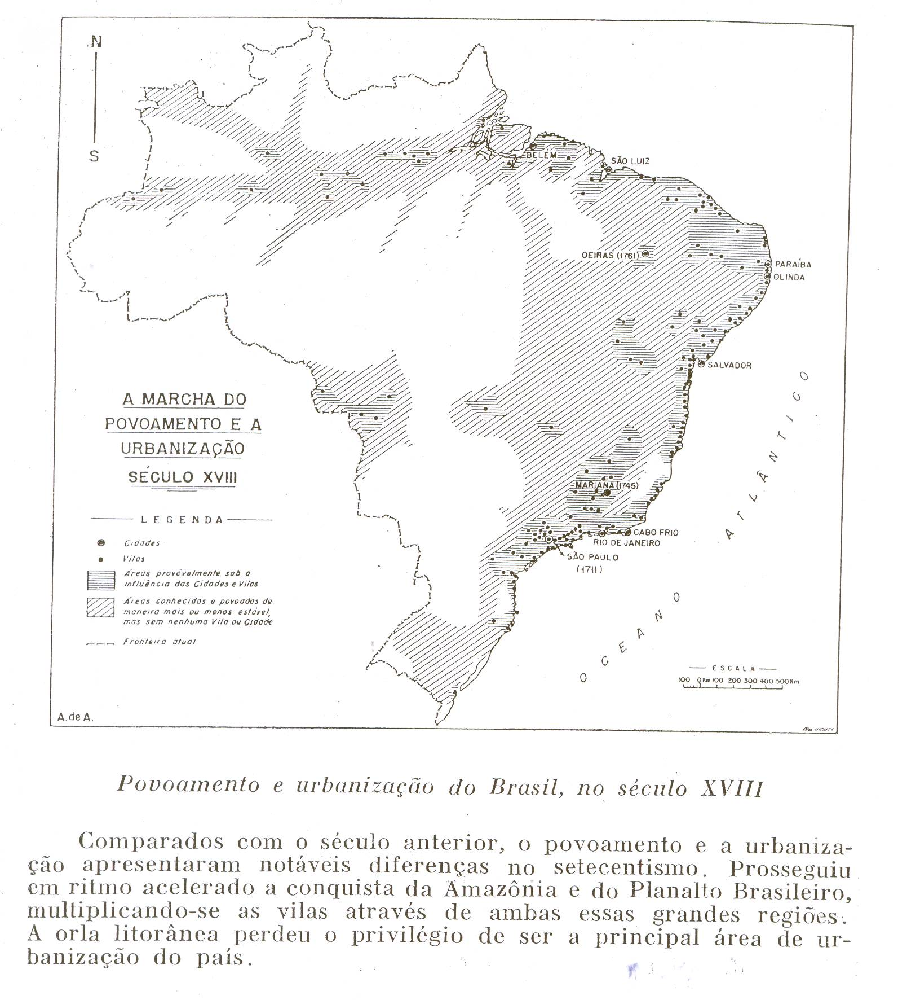 N
S
BELÉM
SÃO LUIZ
OEIRAS (1761)
PARAÍBA
OLINDA
SALVADOR
A MARCHA DO
POVOAMENTO E A
URBANIZAÇÃO
SÉCULO XVIII
MARIANA (1745)
CABO FRIO
RIO DE JANEIRO
SÃO PAULO
(1711)
OCEANO ATLÂNTICO
LEGENDA
Cidades
Vilas
Áreas provàvelmente sob a
influência das Cidades e Vilas
Áreas conhecidas e povoadas de
maneira mais ou menos estável,
mas sem nenhuma Vila ou Cidade
Fronteira atual
ESCALA
100 0 Km 100 200 300 400 500 Km
A. de A.
Povoamento e urbanização do Brasil, no século XVIII
Comparados com o século anterior, o povoamento e a urbaniza-
ção apresentaram notáveis diferenças no setecentismo. Prosseguiu
em ritmo acelerado a conquista da Amazônia e do Planalto Brasileiro,
multiplicando-se as vilas através de ambas essas grandes regiões.
A orla litorânea perdeu o privilégio de ser a principal área de ur-
banização do país.